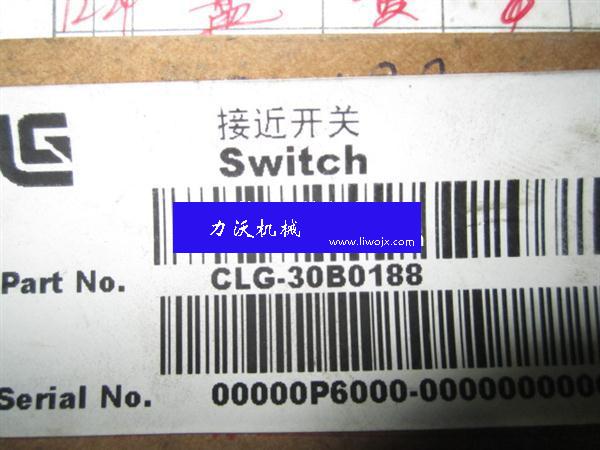 接近开关
Switch
力沃机械
www.liwojx.com
Part No. CLG-30B0188
Serial No. 00000P6000-00000000000